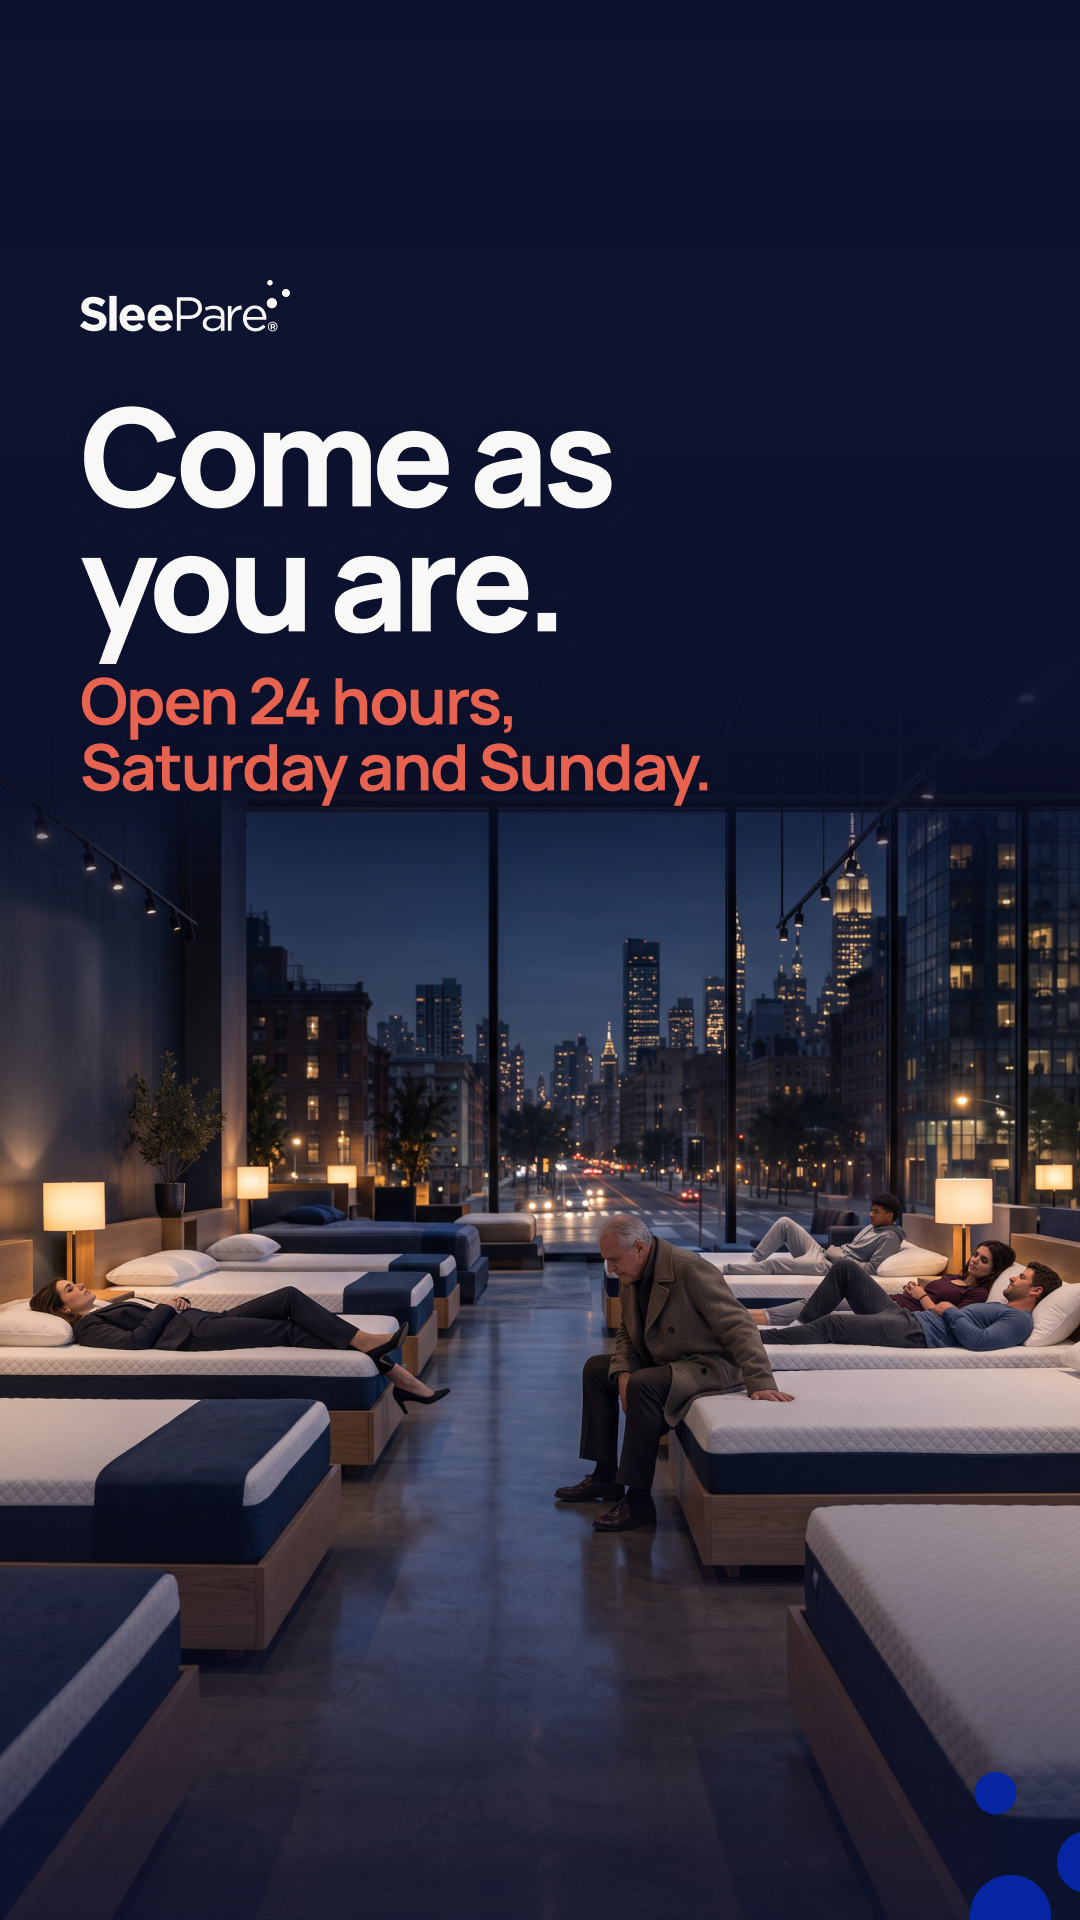 SleePare®
Come as
you are.
Open 24 hours,
Saturday and Sunday.